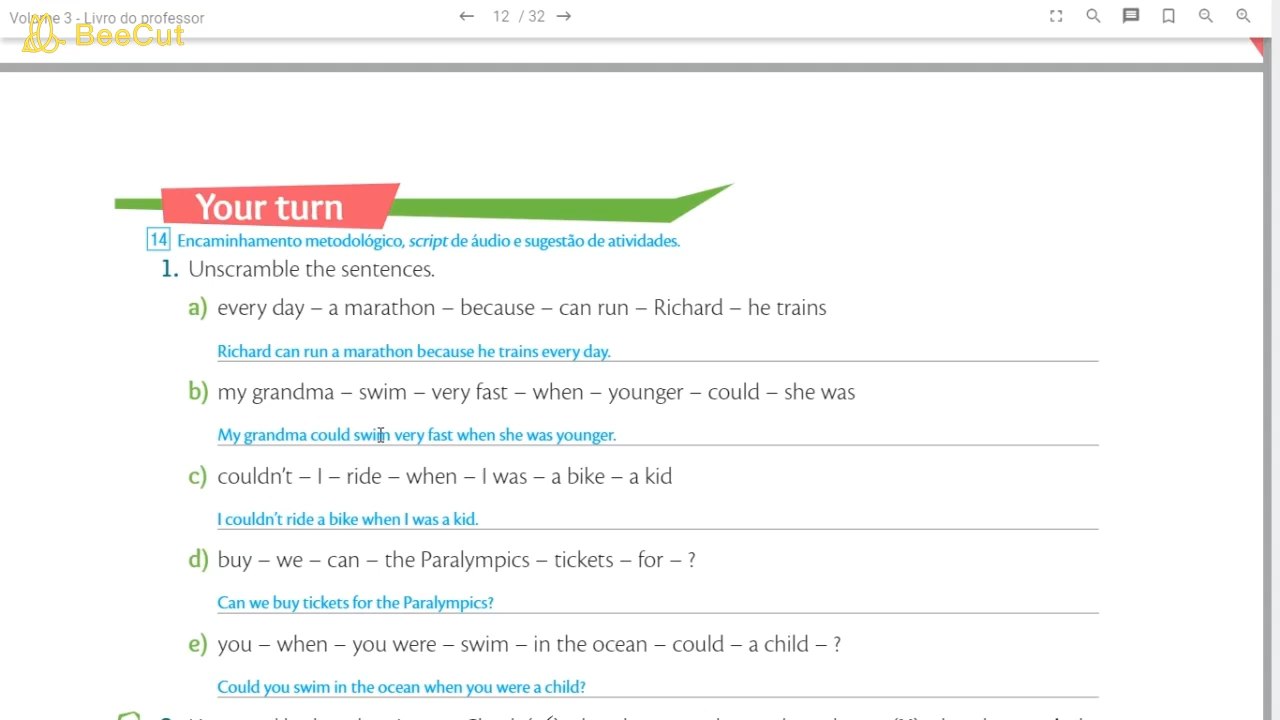 Volume 3 - Livro do professor
12 / 32
BeeCut
Your turn
14 Encaminhamento metodológico, script de áudio e sugestão de atividades.
1. Unscramble the sentences.
a) every day – a marathon – because – can run – Richard – he trains
Richard can run a marathon because he trains every day.
b) my grandma – swim – very fast – when – younger – could – she was
My grandma could swim very fast when she was younger.
c) couldn't – I – ride – when – I was – a bike – a kid
I couldn't ride a bike when I was a kid.
d) buy – we – can – the Paralympics – tickets – for – ?
Can we buy tickets for the Paralympics?
e) you – when – you were – swim – in the ocean – could – a child – ?
Could you swim in the ocean when you were a child?